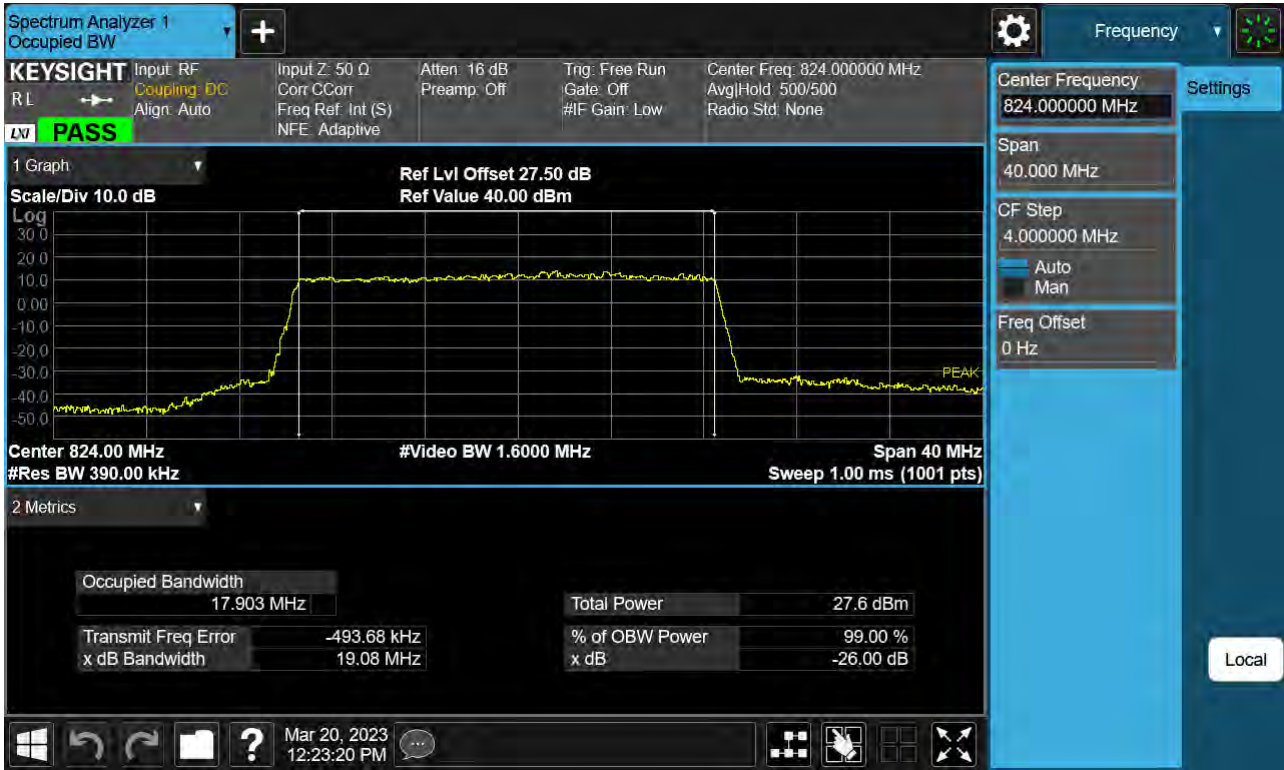 Spectrum Analyzer 1
Occupied BW
Frequency
KEYSIGHT
R L
LXI PASS
Input: RF
Coupling: DC
Align: Auto
Input Z: 50 Ω
Corr CCorr
Freq Ref: Int (S)
NFE: Adaptive
Atten: 16 dB
Preamp: Off
Trig: Free Run
Gate: Off
#IF Gain: Low
Center Freq: 824.000000 MHz
Avg|Hold: 500/500
Radio Std: None
Center Frequency
824.000000 MHz
Settings
Span
40.000 MHz
CF Step
4.000000 MHz
Auto
Man
Freq Offset
0 Hz
Local
1 Graph
Scale/Div 10.0 dB
Ref Lvl Offset 27.50 dB
Ref Value 40.00 dBm
Log
30.0
20.0
10.0
0.00
-10.0
-20.0
-30.0
-40.0
-50.0
PEAK
Center 824.00 MHz
#Video BW 1.6000 MHz
Span 40 MHz
#Res BW 390.00 kHz
Sweep 1.00 ms (1001 pts)
2 Metrics
Occupied Bandwidth
17.903 MHz
Total Power 27.6 dBm
Transmit Freq Error -493.68 kHz
% of OBW Power 99.00 %
x dB Bandwidth 19.08 MHz
x dB -26.00 dB
?
Mar 20, 2023
12:23:20 PM